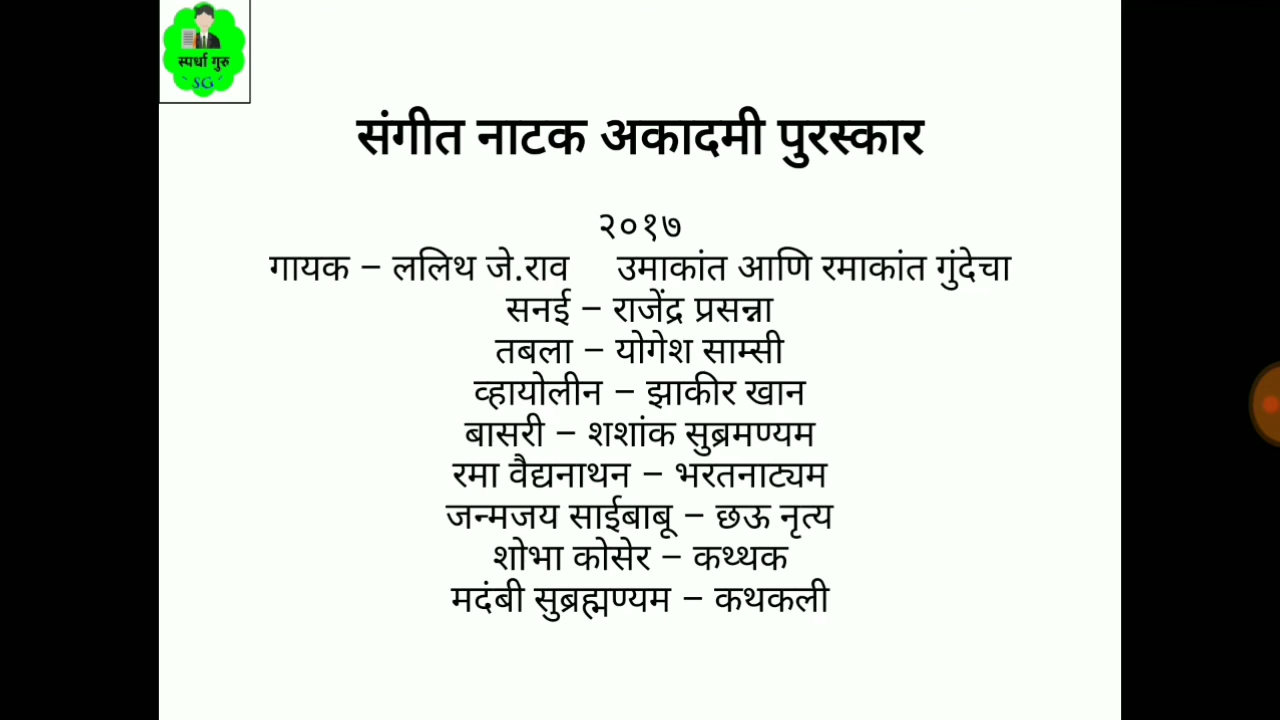 स्पर्धा गुरु
SG
संगीत नाटक अकादमी पुरस्कार
२०१७
गायक – ललिथ जे.राव उमाकांत आणि रमाकांत गुंदेचा
सनई – राजेंद्र प्रसन्ना
तबला – योगेश साम्सी
व्हायोलीन – झाकीर खान
बासरी – शशांक सुब्रमण्यम
रमा वैद्यनाथन – भरतनाट्यम
जन्मजय साईबाबू – छऊ नृत्य
शोभा कोसेर – कथ्थक
मदंबी सुब्रह्मण्यम – कथकली